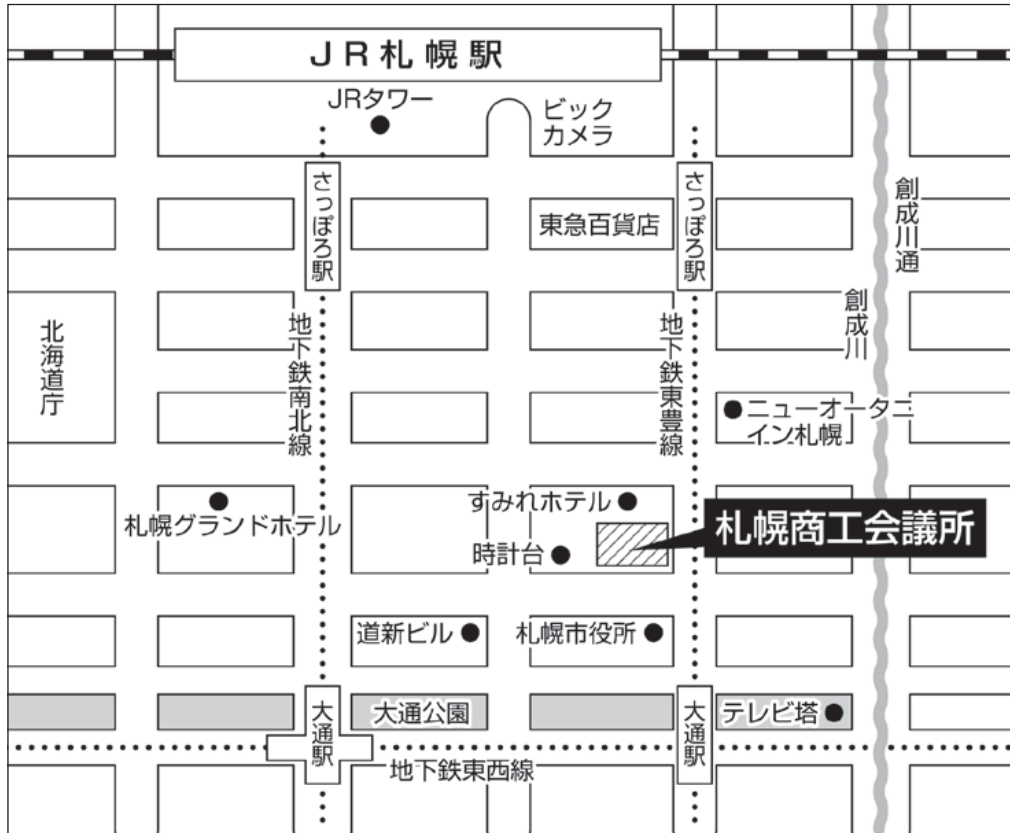 JR札幌駅
JRタワー
ビック
カメラ
さっぽろ駅
東急百貨店
さっぽろ駅
創成川通
北海道庁
地下鉄南北線
地下鉄東豊線
創成川
ニューオータニ
イン札幌
札幌グランドホテル
すみれホテル
札幌商工会議所
時計台
道新ビル
札幌市役所
大通駅
大通公園
大通駅
テレビ塔
地下鉄東西線